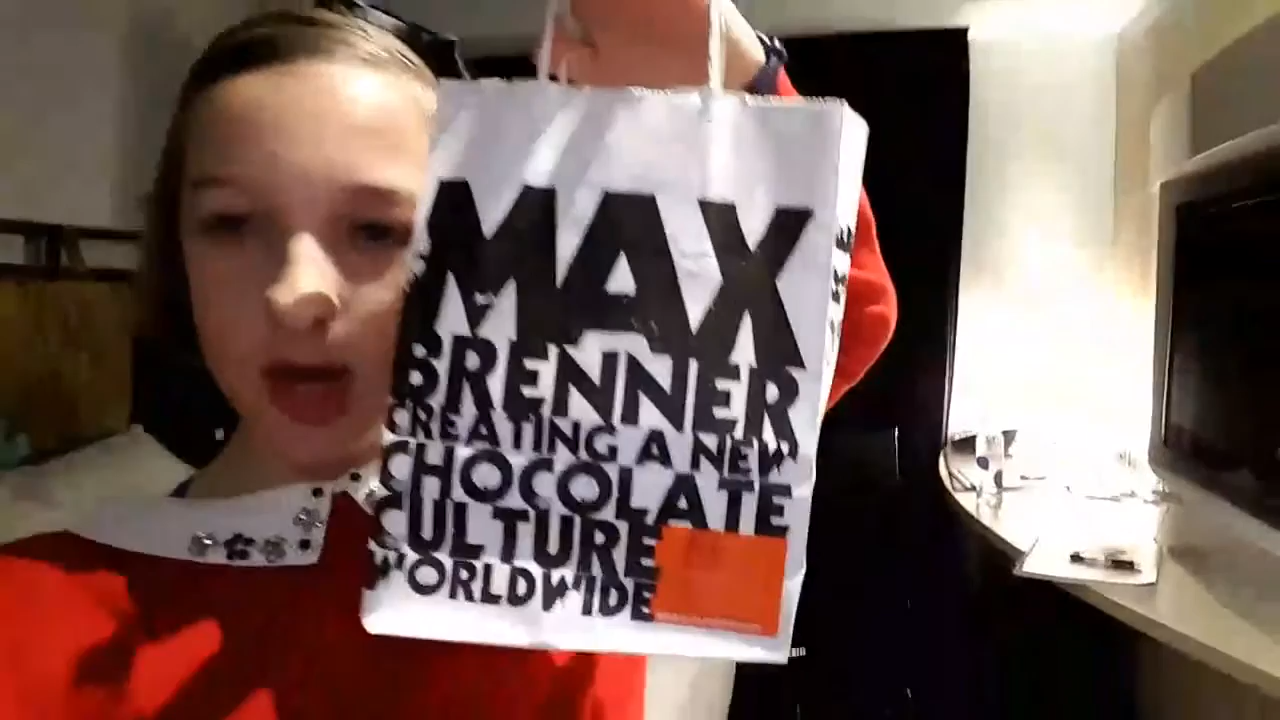 MAX
BRENNER
CREATING A NEW
CHOCOLATE
CULTURE
WORLDWIDE